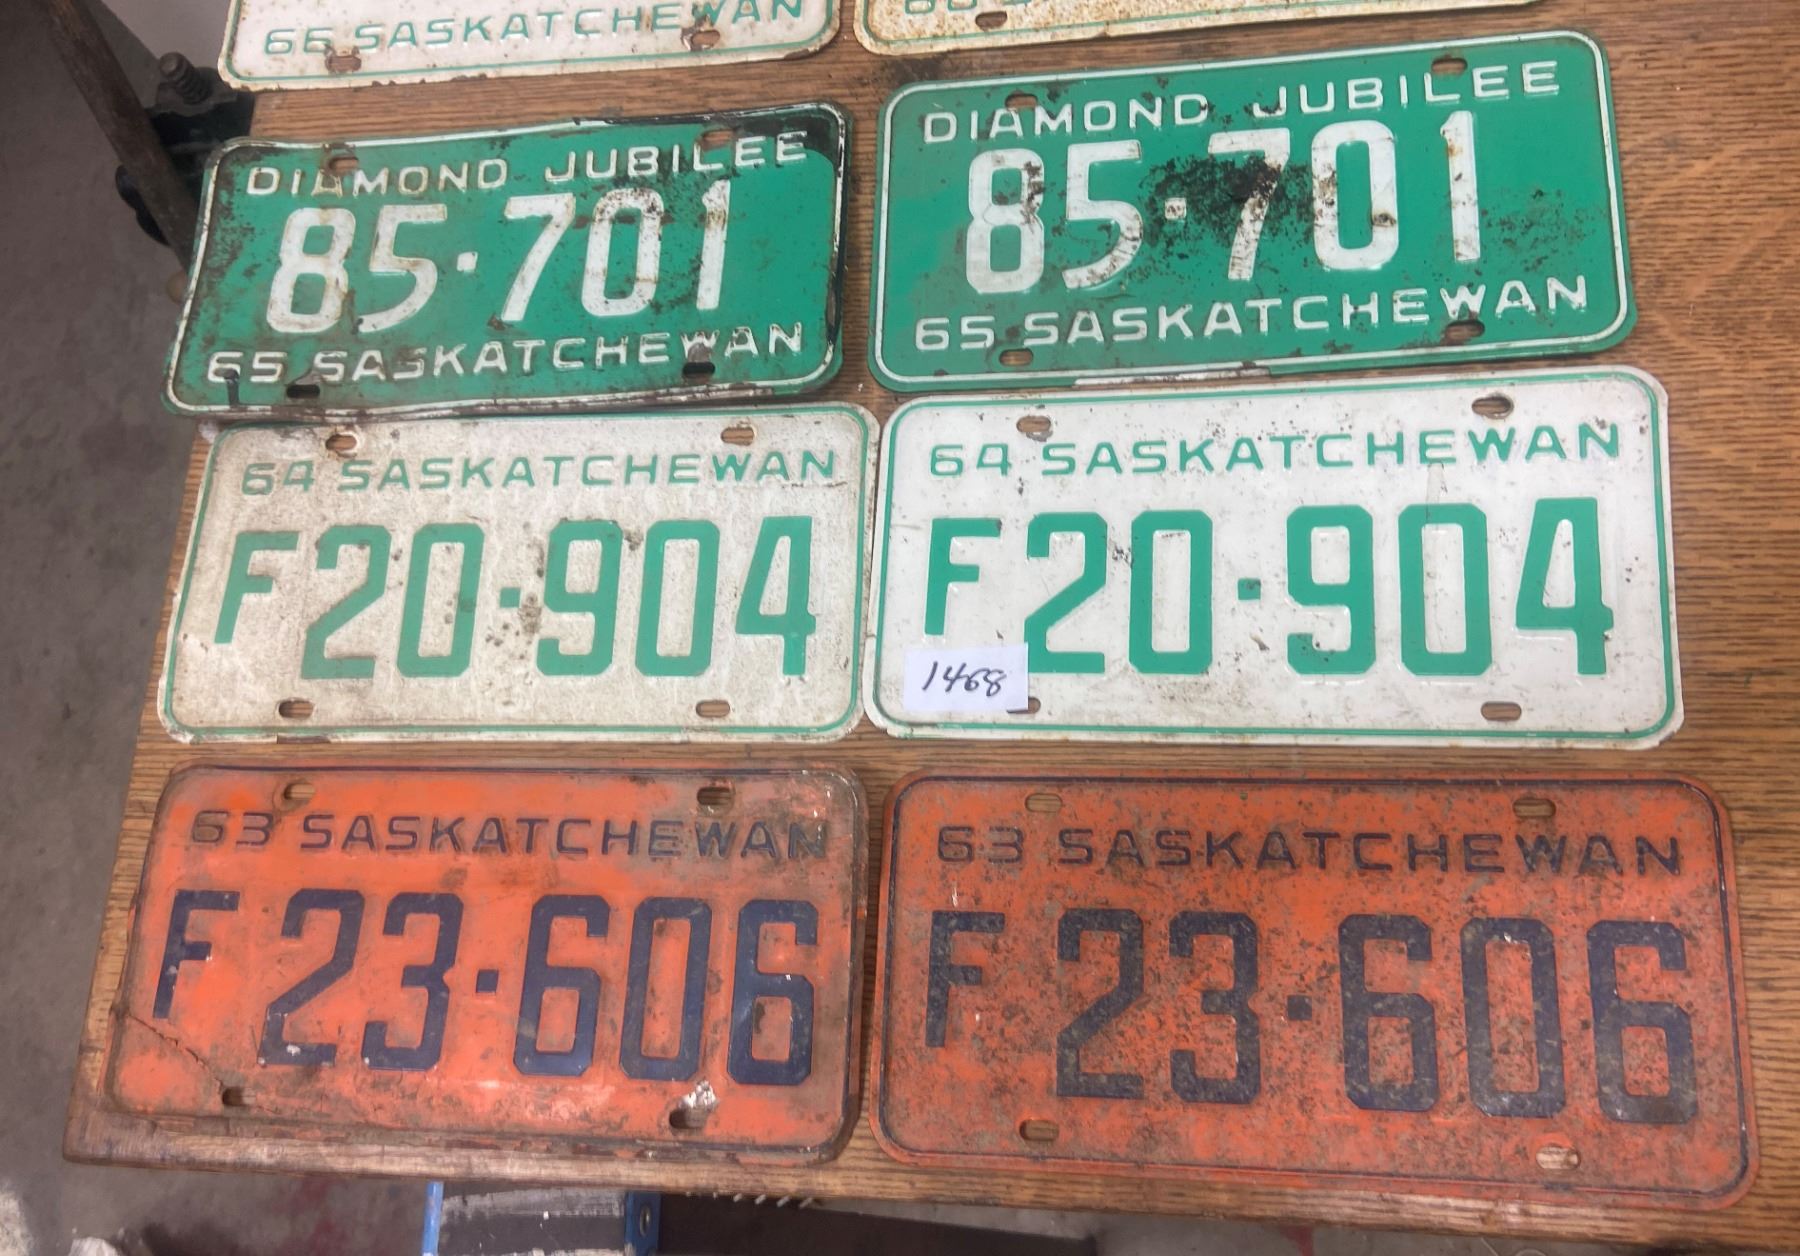 66 SASKATCHEWAN
DIAMOND JUBILEE
85·701
65 SASKATCHEWAN
DIAMOND JUBILEE
85·701
65 SASKATCHEWAN
64 SASKATCHEWAN
F20·904
64 SASKATCHEWAN
F20·904
1468
63 SASKATCHEWAN
F23·606
63 SASKATCHEWAN
F23·606